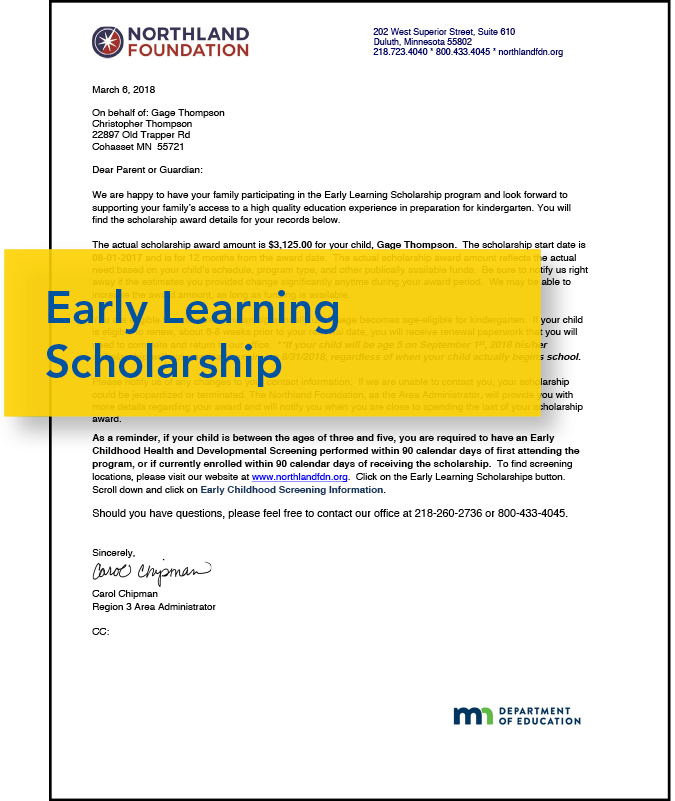 NORTHLAND
FOUNDATION
202 West Superior Street, Suite 610
Duluth, Minnesota 55802
218.723.4040 * 800.433.4045 * northlandfdn.org
March 6, 2018
On behalf of: Gage Thompson
Christopher Thompson
22897 Old Trapper Rd
Cohasset MN 55721
Dear Parent or Guardian:
We are happy to have your family participating in the Early Learning Scholarship program and look forward to
supporting your family's access to a high quality education experience in preparation for kindergarten. You will
find the scholarship award details for your records below.
The actual scholarship award amount is $3,125.00 for your child, Gage Thompson. The scholarship start date is
08-01-2017 and is for 12 months from the award date. The actual scholarship award amount reflects the actual
need based on your child's schedule, program type, and other publically available funds. Be sure to notify us right
away if the estimates you provided change significantly anytime during your award period. We may be able to
amount, as long as funding is available.
Early Learning
Scholarship
age becomes age-eligible for kindergarten. If your child
is eligible to renew, about 6-8 weeks prior to your renewal date, you will receive renewal paperwork that you will
need to complete and return to our office. **If your child will be age 5 on September 1st, 2018 his/her
8/31/2018, regardless of when your child actually begins school.
Please notify us of any changes to your contact information. If we are unable to contact you, your scholarship
could be jeopardized or terminated. The Northland Foundation, as the Area Administrator, will provide you with
more details regarding your award and will notify you when you are close to spending the last of your scholarship
award.
As a reminder, if your child is between the ages of three and five, you are required to have an Early
Childhood Health and Developmental Screening performed within 90 calendar days of first attending the
program, or if currently enrolled within 90 calendar days of receiving the scholarship. To find screening
locations, please visit our website at www.northlandfdn.org. Click on the Early Learning Scholarships button.
Scroll down and click on Early Childhood Screening Information.
Should you have questions, please feel free to contact our office at 218-260-2736 or 800-433-4045.
Sincerely,
Carol Chipman
Carol Chipman
Region 3 Area Administrator
CC:
mn DEPARTMENT
OF EDUCATION